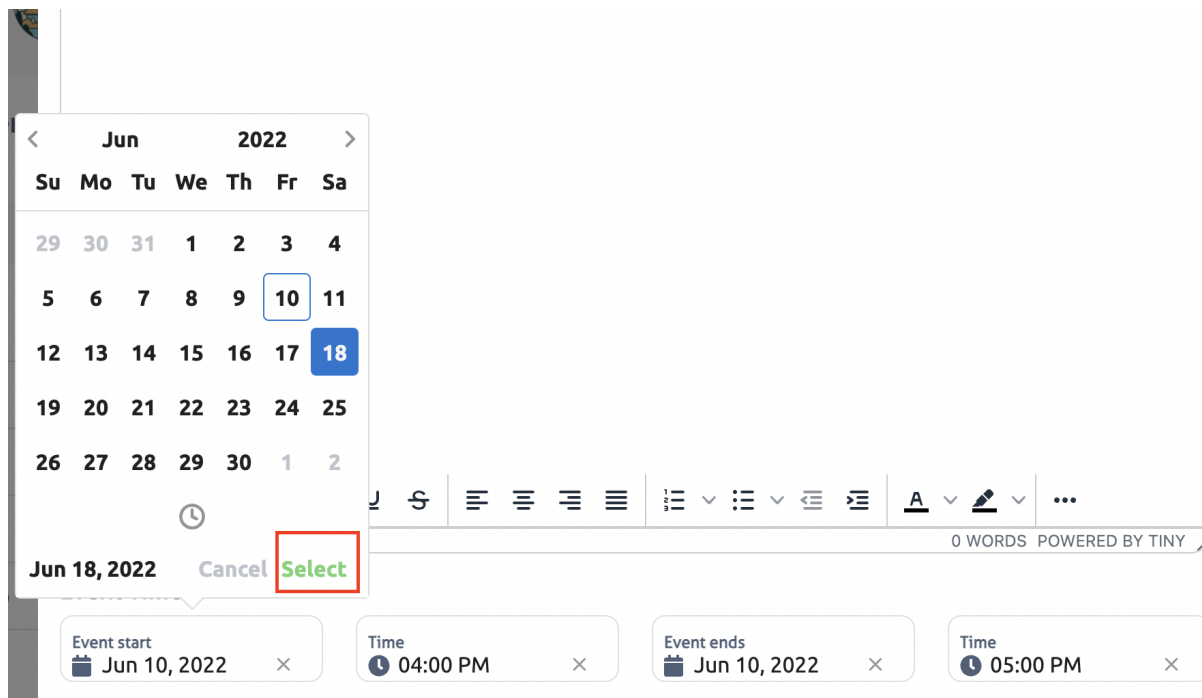 Jun 2022
Su Mo Tu We Th Fr Sa
29 30 31 1 2 3 4
5 6 7 8 9 10 11
12 13 14 15 16 17 18
19 20 21 22 23 24 25
26 27 28 29 30 1 2
Jun 18, 2022 Cancel Select
A
0 WORDS POWERED BY TINY
Event start
Jun 10, 2022
Time
04:00 PM
Event ends
Jun 10, 2022
Time
05:00 PM